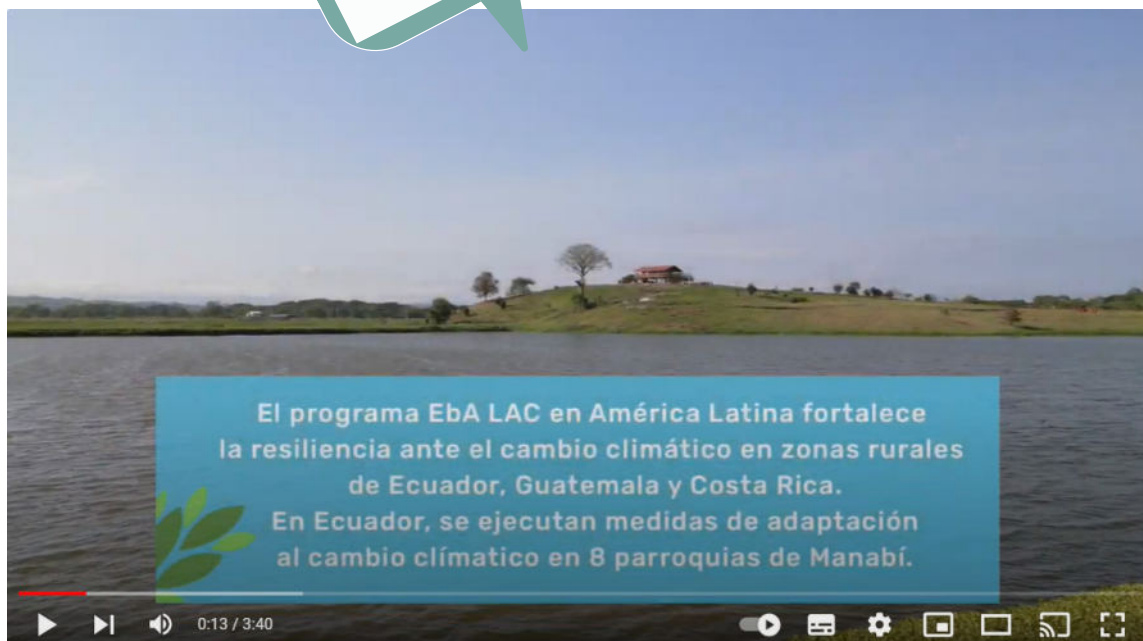 El programa EbA LAC en América Latina fortalece
la resiliencia ante el cambio climático en zonas rurales
de Ecuador, Guatemala y Costa Rica.
En Ecuador, se ejecutan medidas de adaptación
al cambio clímatico en 8 parroquias de Manabí.
0:13 / 3:40